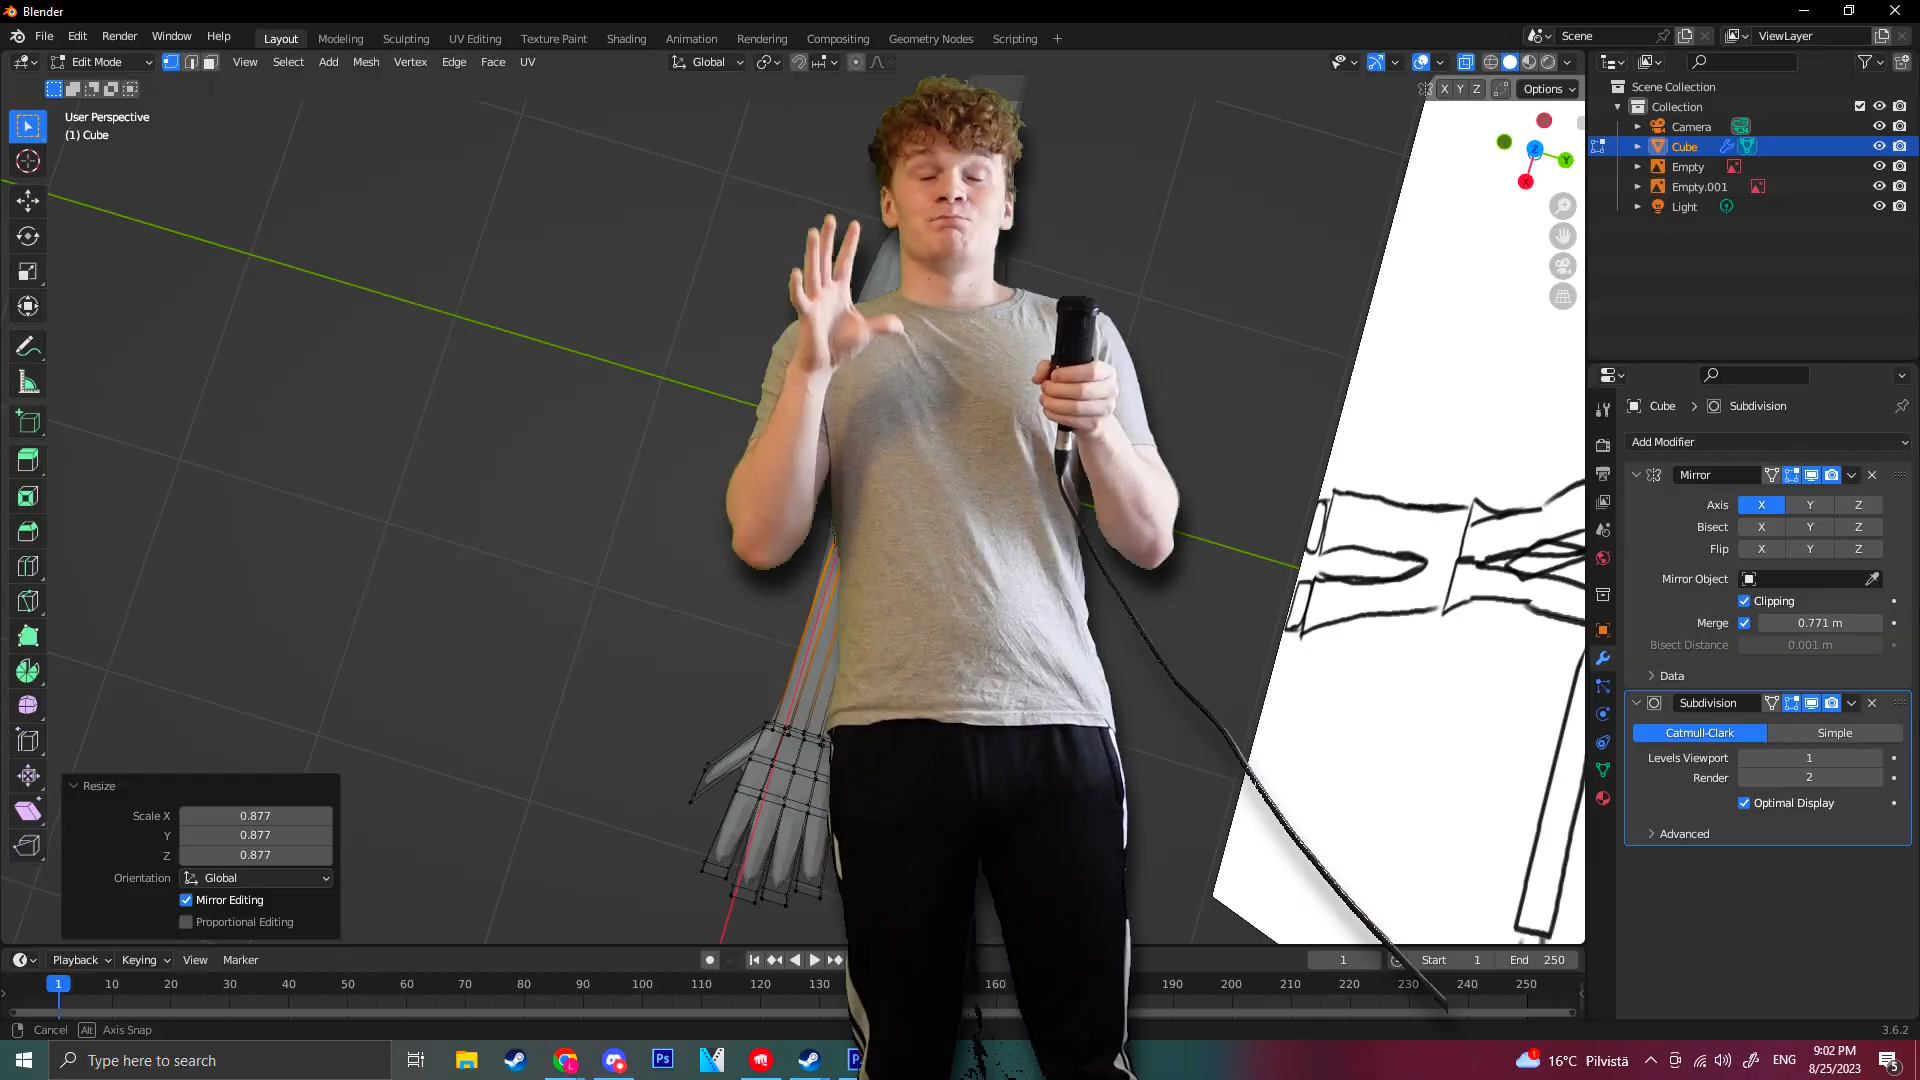 Blender
File Edit Render Window Help
Layout Modeling Sculpting UV Editing Texture Paint Shading Animation Rendering Compositing Geometry Nodes Scripting +
Scene
ViewLayer
Edit Mode
View Select Add Mesh Vertex Edge Face UV
Global
X Y Z
Options
User Perspective
(1) Cube
Z
Y
X
Scene Collection
Collection
Camera
Cube
Empty
Empty.001
Light
Cube > Subdivision
Add Modifier
Mirror
Axis X Y Z
Bisect X Y Z
Flip X Y Z
Mirror Object
Clipping
Merge 0.771 m
Bisect Distance 0.001 m
Data
Subdivision
Catmull-Clark Simple
Levels Viewport 1
Render 2
Optimal Display
Advanced
Resize
Scale X 0.877
Y 0.877
Z 0.877
Orientation Global
Mirror Editing
Proportional Editing
Playback Keying View Marker
1
Start 1
End 250
1 10 20 30 40 50 60 70 80 90 100 110 120 130 160 190 200 210 220 230 240 250
Cancel Alt Axis Snap
3.6.2
Type here to search
Ps
16°C Pilvistä
ENG
9:02 PM
8/25/2023
5